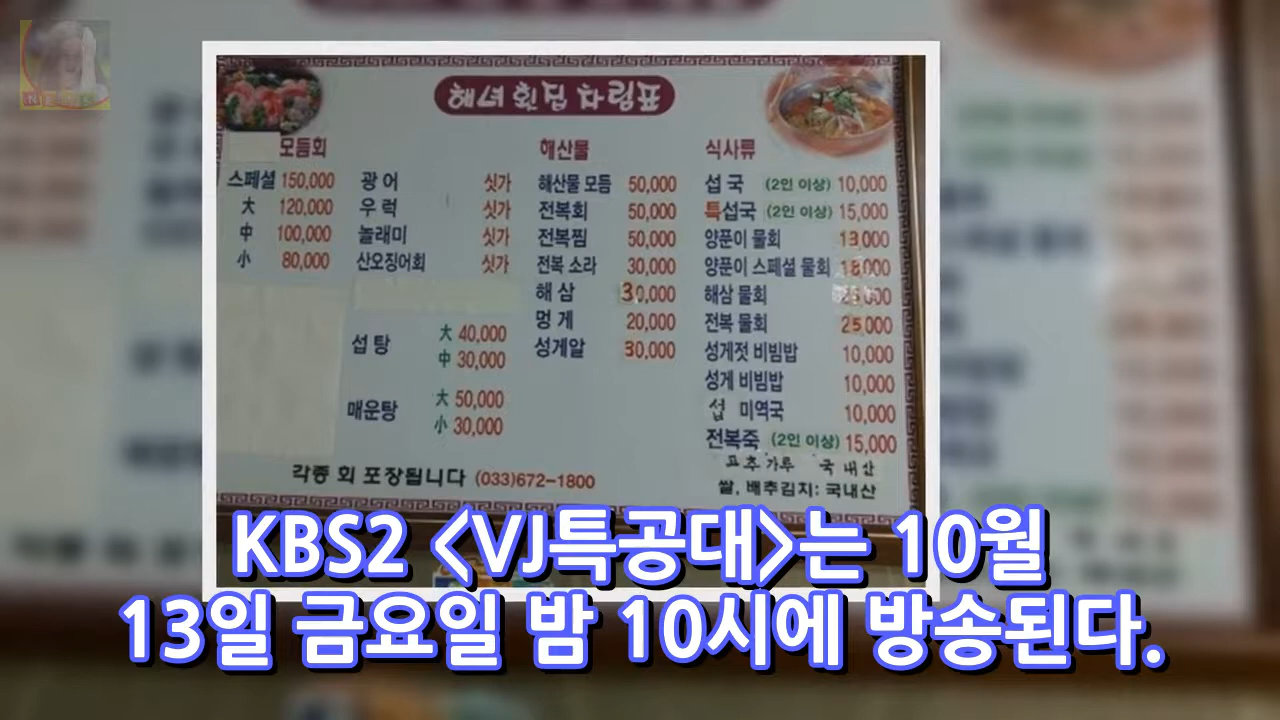 해녀 횟집 차림표
모듬회
스페셜 150,000
大 120,000
中 100,000
小 80,000
광 어 싯가
우 럭 싯가
놀래미 싯가
산오징어회 싯가
섭 탕 大 40,000
中 30,000
매운탕 大 50,000
小 30,000
해산물
해산물 모듬 50,000
전복회 50,000
전복찜 50,000
전복 소라 30,000
해 삼 30,000
멍 게 20,000
성게알 30,000
식사류
섭 국 (2인 이상) 10,000
특섭국 (2인 이상) 15,000
양푼이 물회 13,000
양푼이 스페셜 물회 18,000
해삼 물회
전복 물회 25,000
성게젓 비빔밥 10,000
성게 비빔밥 10,000
섭 미역국 10,000
전복죽 (2인 이상) 15,000
각종 회 포장됩니다 (033)672-1800
고추가루 국내산
쌀, 배추김치: 국내산
KBS2 <VJ특공대>는 10월
13일 금요일 밤 10시에 방송된다.